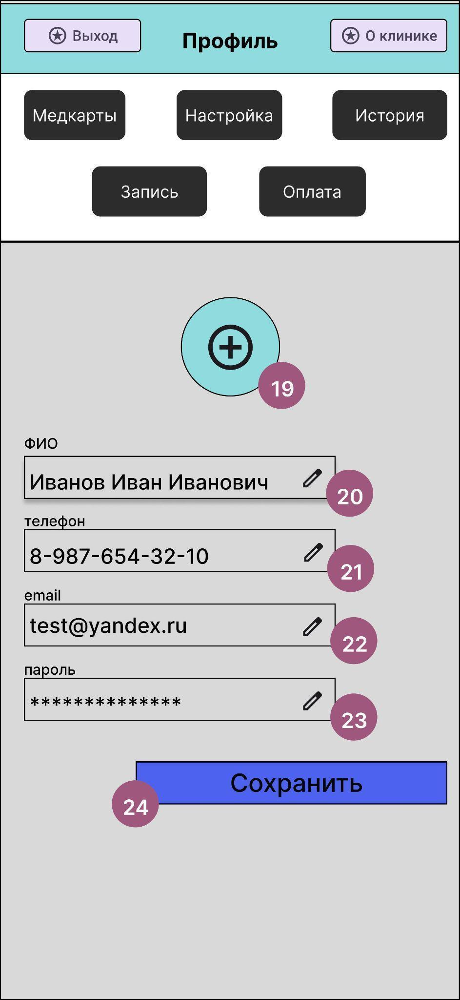 Выход
Профиль
О клинике
Медкарты
Настройка
История
Запись
Оплата
19
ФИО
Иванов Иван Иванович
20
телефон
8-987-654-32-10
21
email
test@yandex.ru
22
пароль
**************
23
Сохранить
24